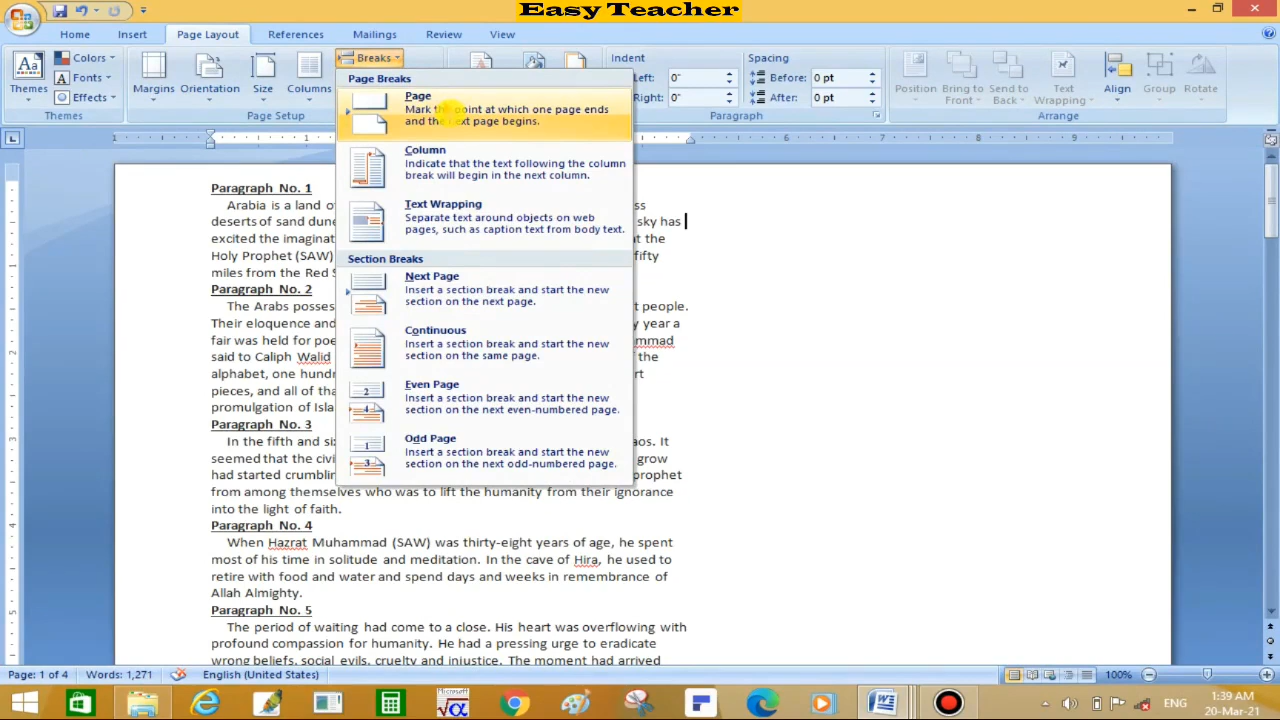 Easy Teacher
Home Insert Page Layout References Mailings Review View
Themes
Colors
Fonts
Effects
Themes
Margins Orientation Size Columns
Page Setup
Breaks
Indent
Left: 0"
Right: 0"
Spacing
Before: 0 pt
After: 0 pt
Paragraph
Position Bring to Front Send to Back Text Wrapping Align Group Rotate
Arrange
Page Breaks
Page
Mark the point at which one page ends
and the next page begins.
Column
Indicate that the text following the column
break will begin in the next column.
Text Wrapping
Separate text around objects on web
pages, such as caption text from body text.
Section Breaks
Next Page
Insert a section break and start the new
section on the next page.
Continuous
Insert a section break and start the new
section on the same page.
Even Page
Insert a section break and start the new
section on the next even-numbered page.
Odd Page
Insert a section break and start the new
section on the next odd-numbered page.
Paragraph No. 1
Arabia is a land of
deserts of sand dune sky has
excited the imaginat t the
Holy Prophet (SAW) fifty
miles from the Red S
Paragraph No. 2
The Arabs posses t people.
Their eloquence and y year a
fair was held for poe ammad
said to Caliph Walid f the
alphabet, one hundr rt
pieces, and all of tha
promulgation of Isla
Paragraph No. 3
In the fifth and six aos. It
seemed that the civi grow
had started crumblin prophet
from among themselves who was to lift the humanity from their ignorance
into the light of faith.
Paragraph No. 4
When Hazrat Muhammad (SAW) was thirty-eight years of age, he spent
most of his time in solitude and meditation. In the cave of Hira, he used to
retire with food and water and spend days and weeks in remembrance of
Allah Almighty.
Paragraph No. 5
The period of waiting had come to a close. His heart was overflowing with
profound compassion for humanity. He had a pressing urge to eradicate
wrong beliefs, social evils, cruelty and injustice. The moment had arrived
Page: 1 of 4 Words: 1,271 English (United States) 100%
Microsoft
ENG
1:39 AM
20-Mar-21